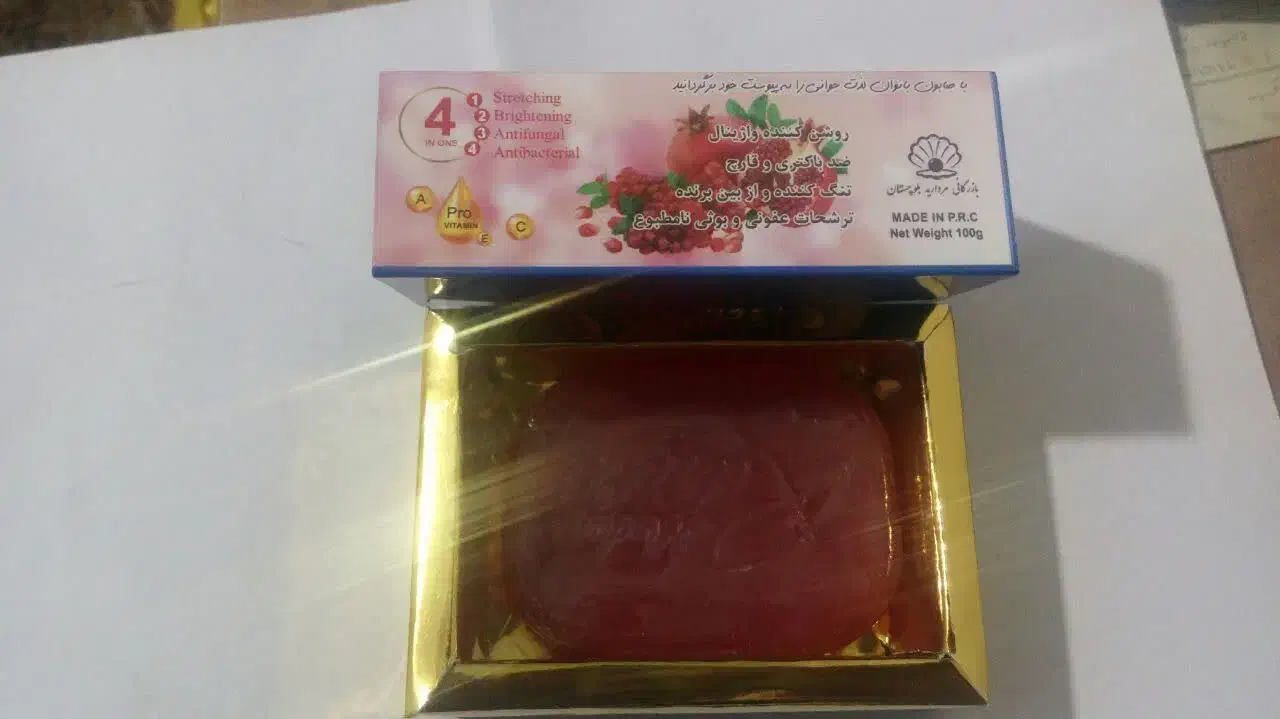 با صابون بانوان لذت جوانی را به پوست خود برگردانید
4
IN ONS
1 Stretching
2 Brightening
3 Antifungal
4 Antibacterial
روشن کننده واژینال
ضد باکتری و قارچ
تنگ کننده و از بین برنده
ترشحات عفونی و بوئی نامطبوع
A
Pro
VITAMIN
E
C
بازرگانی مروارید بلوچستان
MADE IN P.R.C
Net Weight 100g